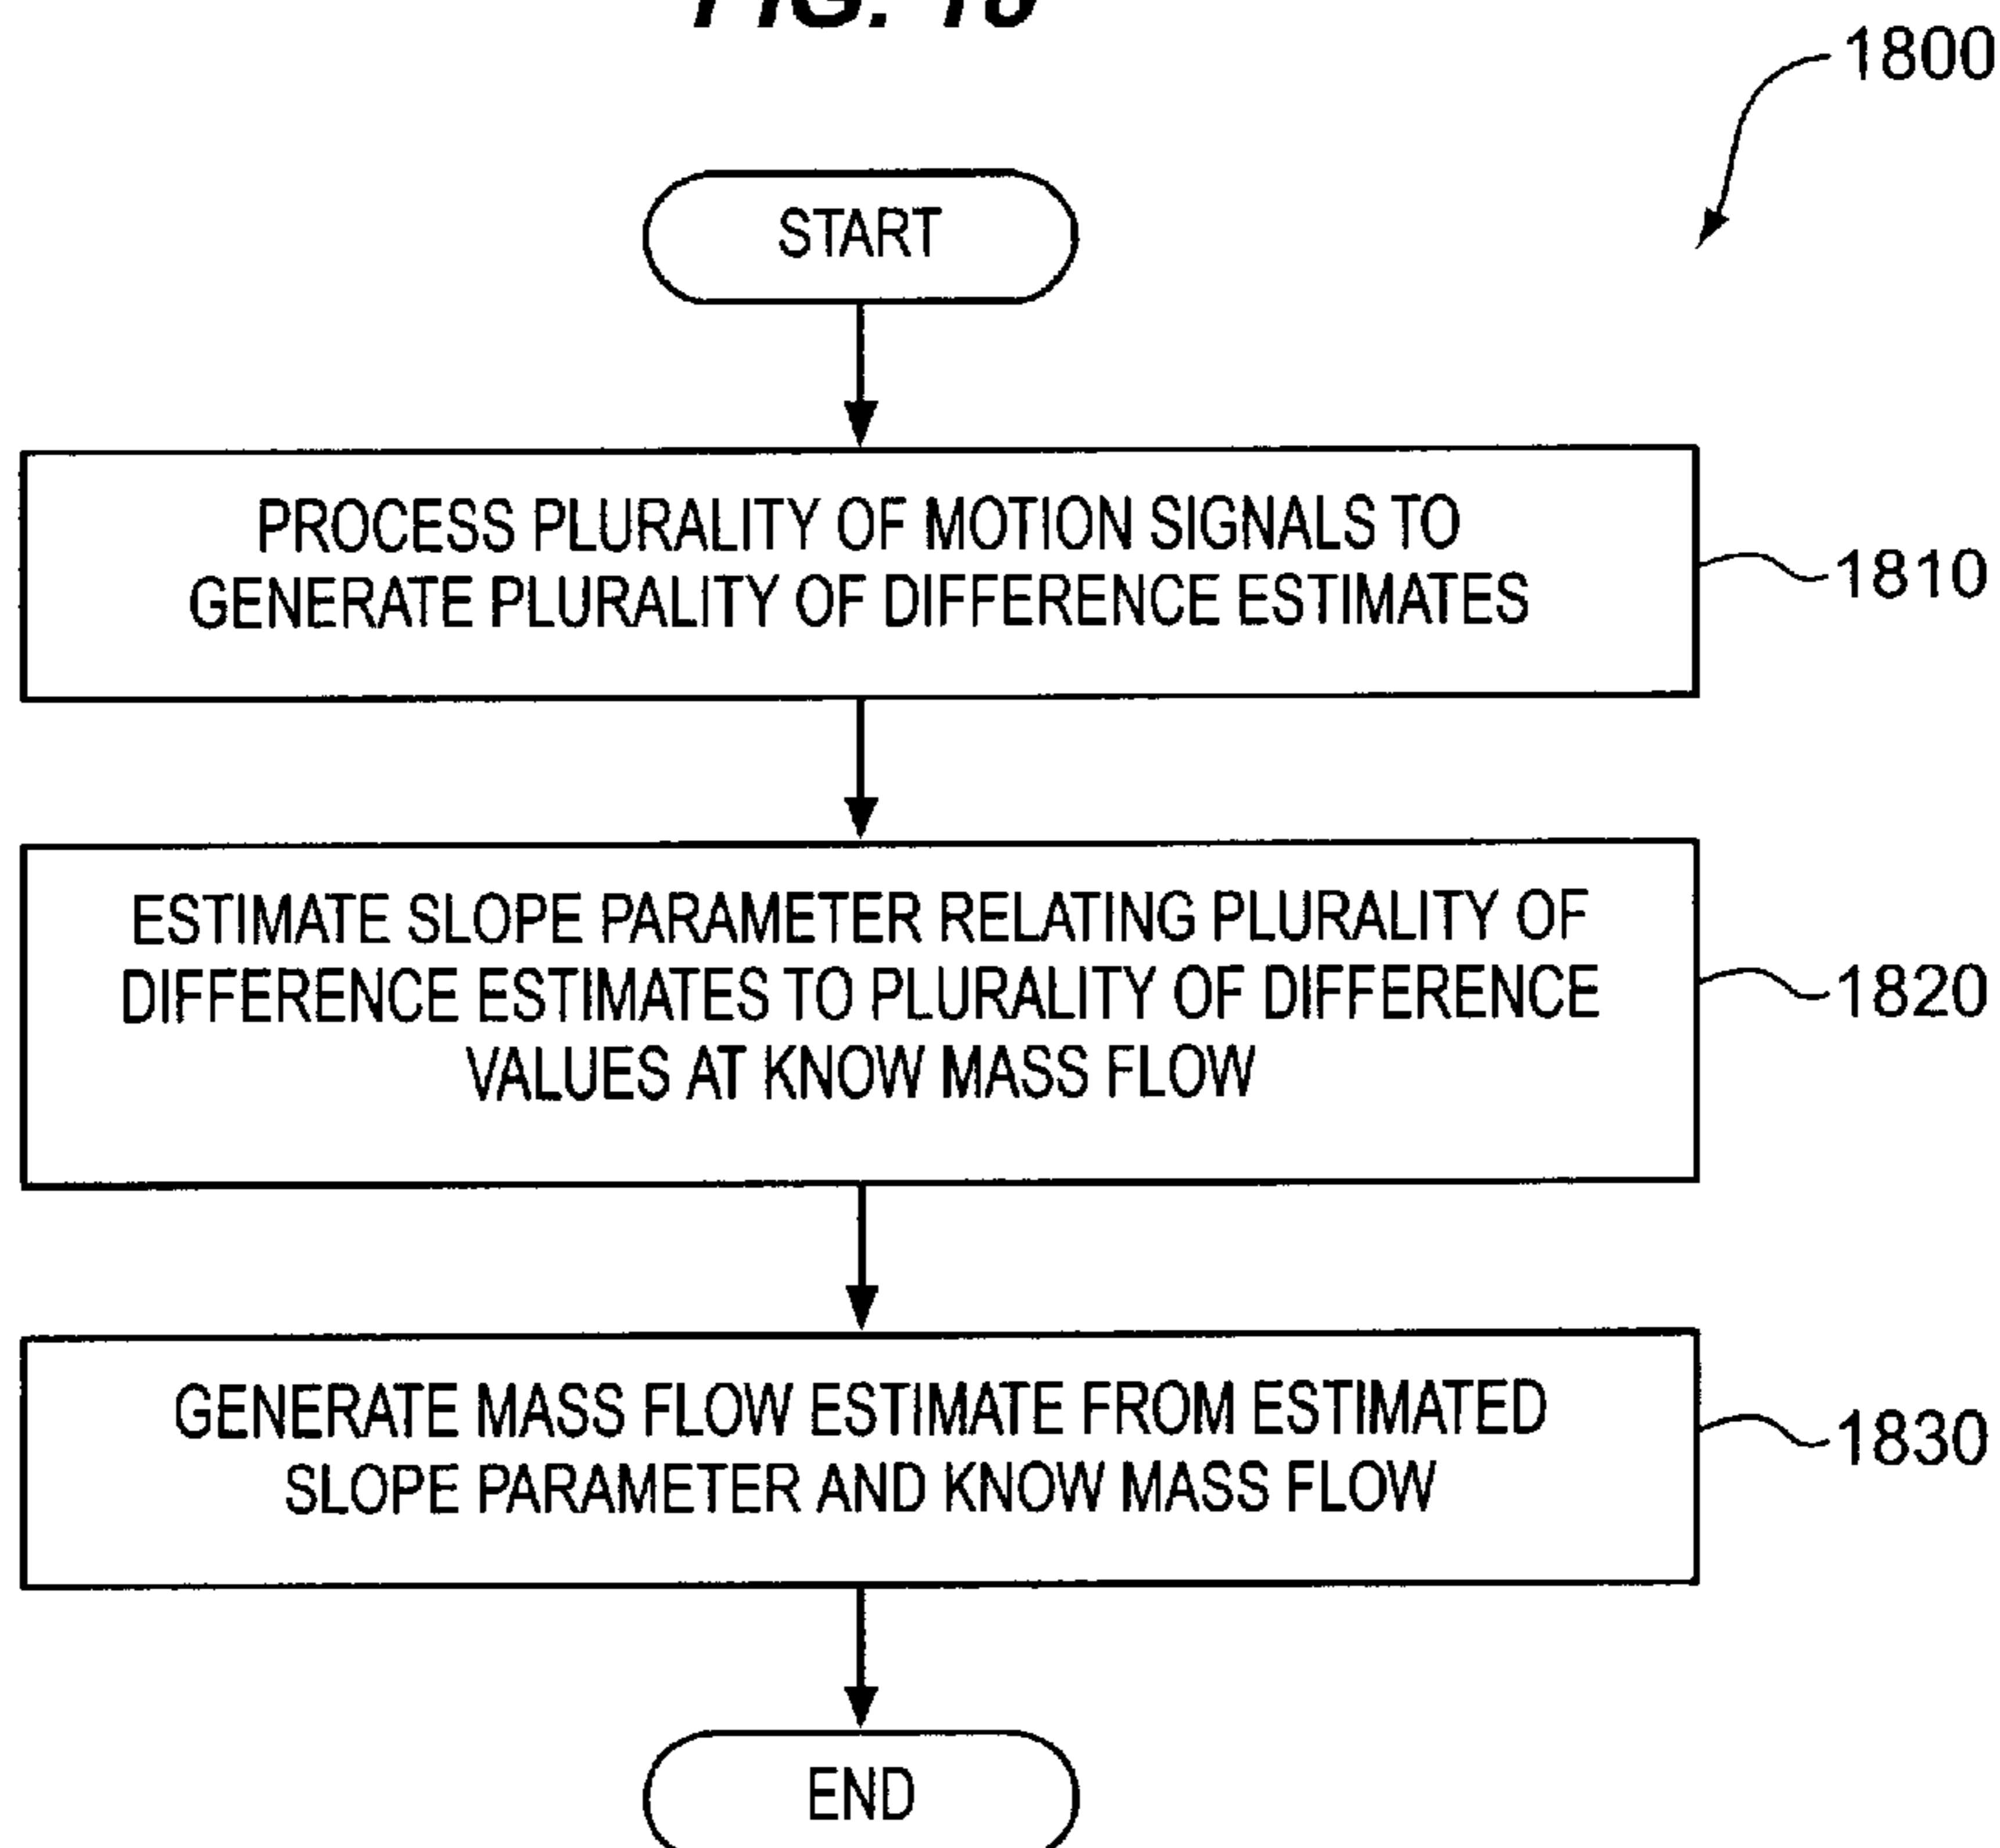 FIG.
1800
START
PROCESS PLURALITY OF MOTION SIGNALS TO
GENERATE PLURALITY OF DIFFERENCE ESTIMATES
1810
ESTIMATE SLOPE PARAMETER RELATING PLURALITY OF
DIFFERENCE ESTIMATES TO PLURALITY OF DIFFERENCE
VALUES AT KNOW MASS FLOW
1820
GENERATE MASS FLOW ESTIMATE FROM ESTIMATED
SLOPE PARAMETER AND KNOW MASS FLOW
1830
END